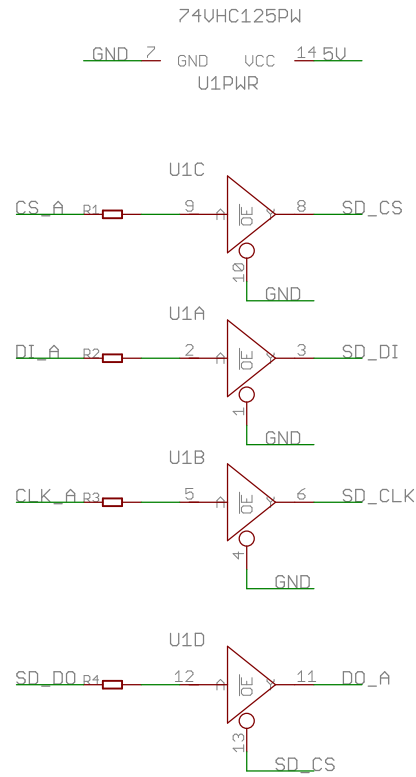 74VHC125PW
GND 7 GND VCC 14 5V
U1PWR
U1C
CS_A R1 9 A OE Y 8 SD_CS
10
GND
U1A
DI_A R2 2 A OE Y 3 SD_DI
1
GND
U1B
CLK_A R3 5 A OE Y 6 SD_CLK
4
GND
U1D
SD_DO R4 12 A OE Y 11 DO_A
13
SD_CS